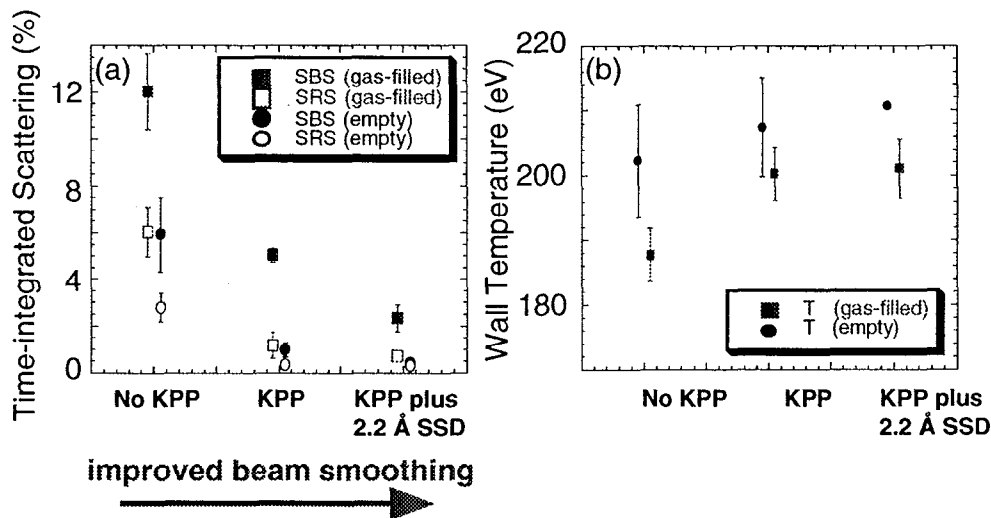 Time-integrated Scattering (%)
(a)
12
8
4
0
SBS (gas-filled)
SRS (gas-filled)
SBS (empty)
SRS (empty)
No KPP
KPP
KPP plus
2.2 Å SSD
improved beam smoothing
Wall Temperature (eV)
(b)
220
200
180
T (gas-filled)
T (empty)
No KPP
KPP
KPP plus
2.2 Å SSD